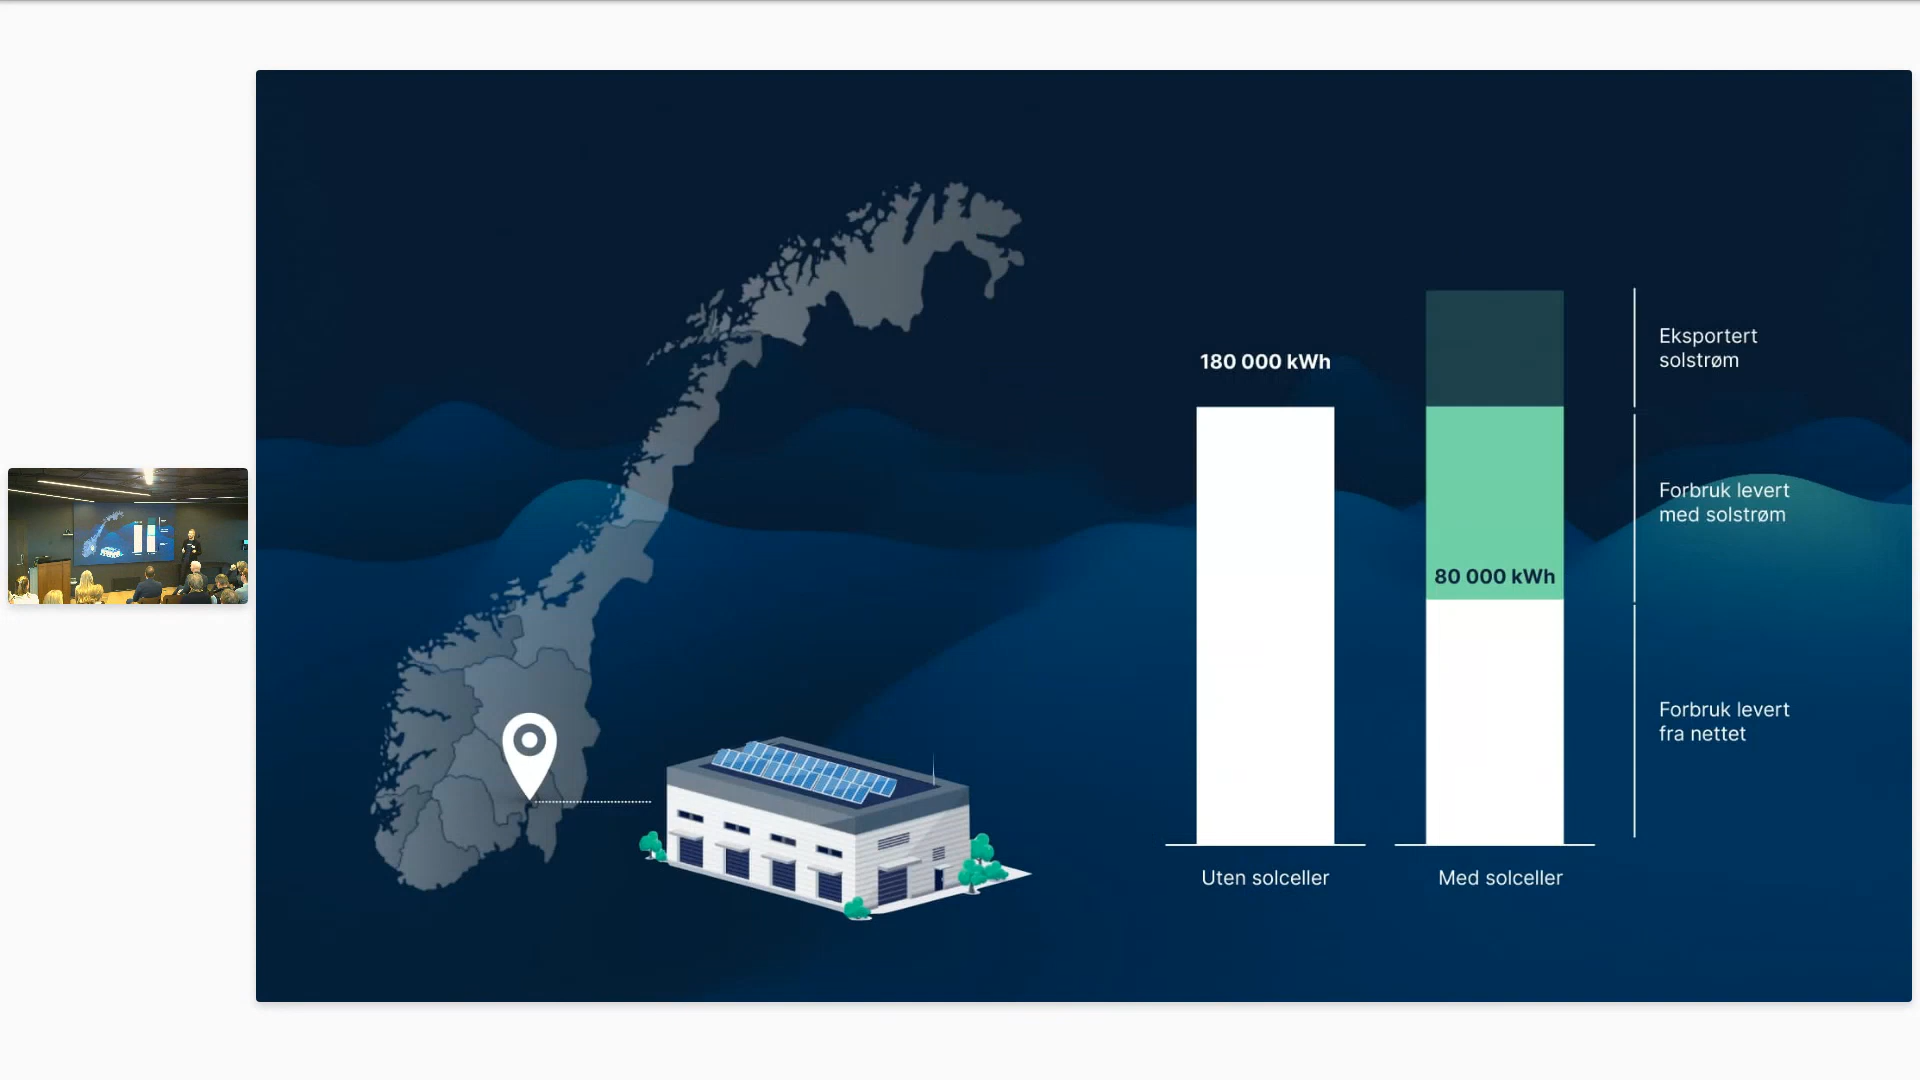 180 000 kWh
80 000 kWh
Eksportert
solstrøm
Forbruk levert
med solstrøm
Forbruk levert
fra nettet
Uten solceller
Med solceller